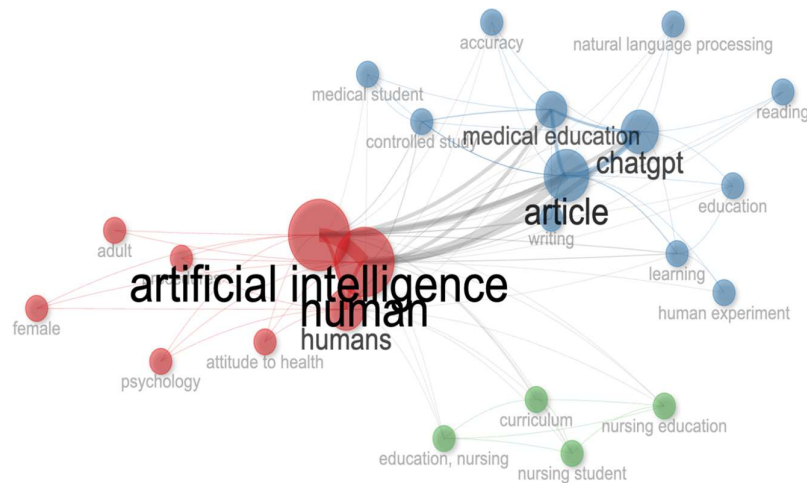 accuracy
natural language processing
medical student
reading
controlled study
medical education
chatgpt
education
article
writing
adult
learning
artificial intelligence
human experiment
human
female
humans
attitude to health
psychology
curriculum
nursing education
education, nursing
nursing student